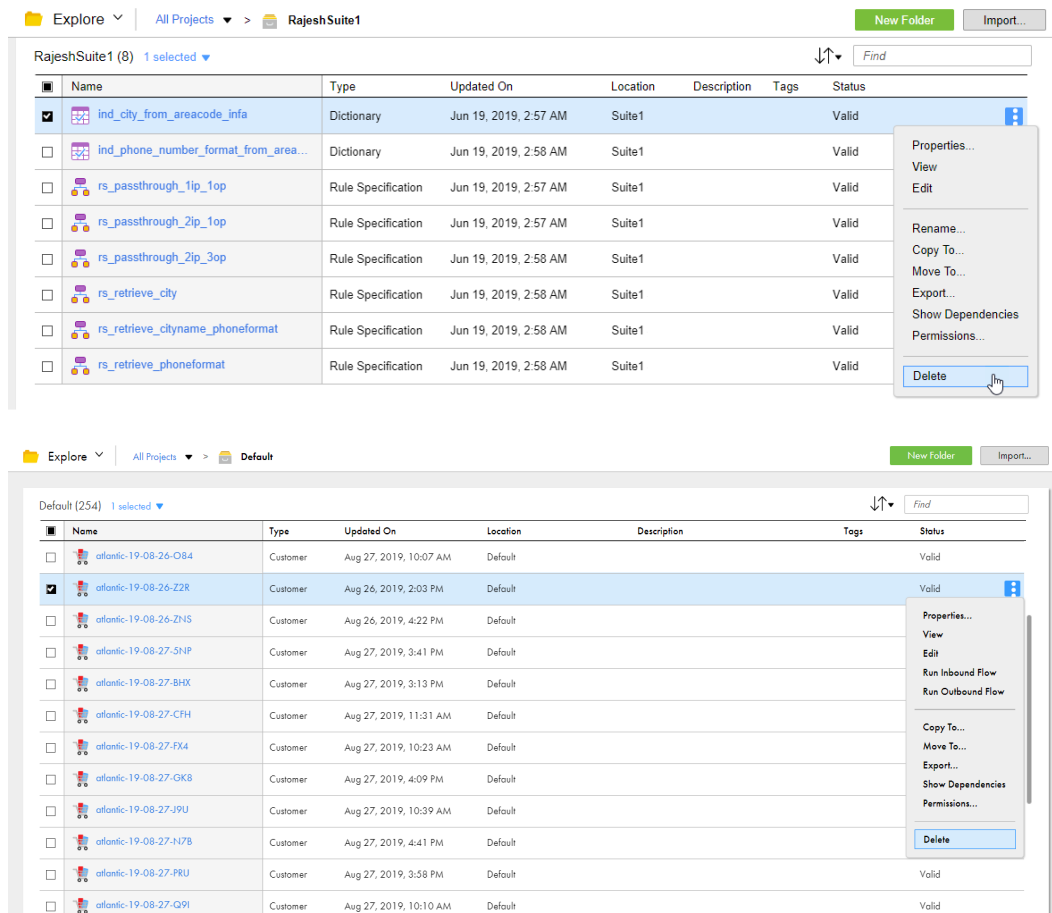 Explore All Projects > RajeshSuite1 New Folder Import...
RajeshSuite1 (8) 1 selected Find
Name Type Updated On Location Description Tags Status
ind_city_from_areacode_infa Dictionary Jun 19, 2019, 2:57 AM Suite1 Valid
ind_phone_number_format_from_area... Dictionary Jun 19, 2019, 2:58 AM Suite1 Valid
rs_passthrough_1ip_1op Rule Specification Jun 19, 2019, 2:57 AM Suite1 Valid
rs_passthrough_2ip_1op Rule Specification Jun 19, 2019, 2:57 AM Suite1 Valid
rs_passthrough_2ip_3op Rule Specification Jun 19, 2019, 2:58 AM Suite1 Valid
rs_retrieve_city Rule Specification Jun 19, 2019, 2:58 AM Suite1 Valid
rs_retrieve_cityname_phoneformat Rule Specification Jun 19, 2019, 2:58 AM Suite1 Valid
rs_retrieve_phoneformat Rule Specification Jun 19, 2019, 2:58 AM Suite1 Valid
Properties...
View
Edit
Rename...
Copy To...
Move To...
Export...
Show Dependencies
Permissions...
Delete
Explore All Projects > Default New Folder Import...
Default (254) 1 selected Find
Name Type Updated On Location Description Tags Status
atlantic-19-08-26-O84 Customer Aug 27, 2019, 10:07 AM Default Valid
atlantic-19-08-26-Z2R Customer Aug 26, 2019, 2:03 PM Default Valid
atlantic-19-08-26-ZNS Customer Aug 26, 2019, 4:22 PM Default
atlantic-19-08-27-5NP Customer Aug 27, 2019, 3:41 PM Default
atlantic-19-08-27-BHX Customer Aug 27, 2019, 3:13 PM Default
atlantic-19-08-27-CFH Customer Aug 27, 2019, 11:31 AM Default
atlantic-19-08-27-FX4 Customer Aug 27, 2019, 10:23 AM Default
atlantic-19-08-27-GK8 Customer Aug 27, 2019, 4:09 PM Default
atlantic-19-08-27-J9U Customer Aug 27, 2019, 10:39 AM Default
atlantic-19-08-27-N7B Customer Aug 27, 2019, 4:41 PM Default
atlantic-19-08-27-PRU Customer Aug 27, 2019, 3:58 PM Default Valid
atlantic-19-08-27-Q9I Customer Aug 27, 2019, 10:10 AM Default Valid
Properties...
View
Edit
Run Inbound Flow
Run Outbound Flow
Copy To...
Move To...
Export...
Show Dependencies
Permissions...
Delete